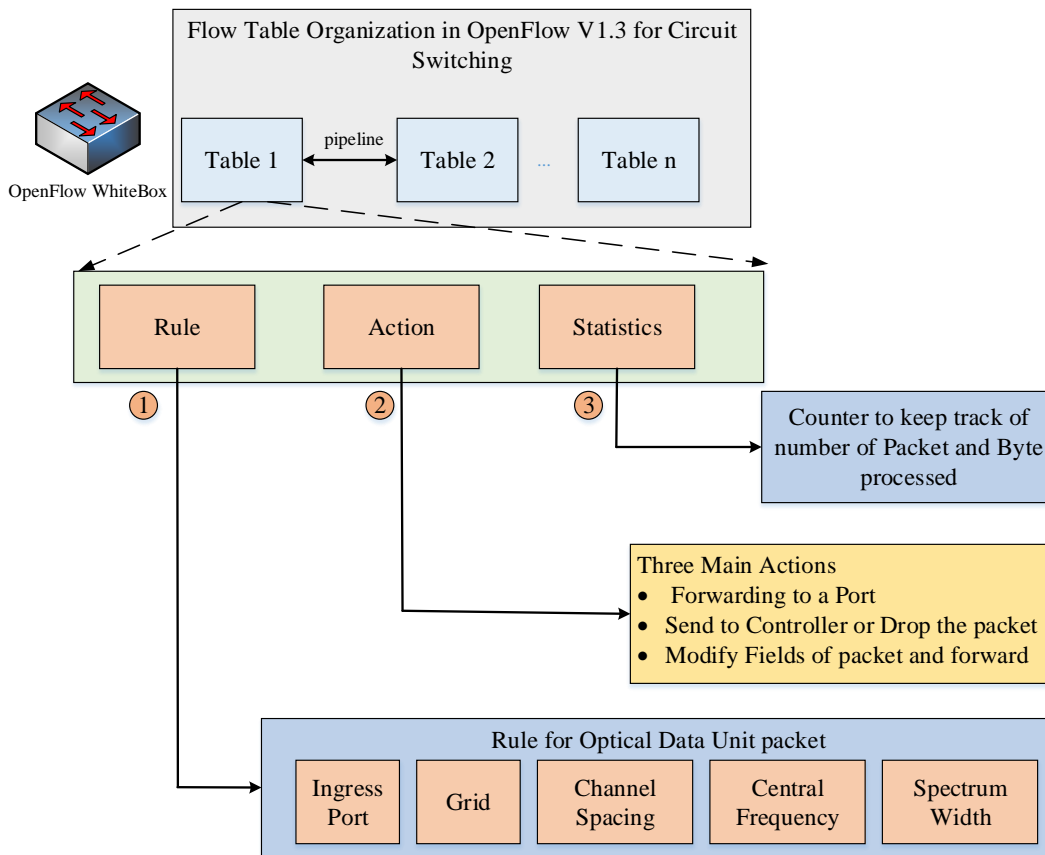 Flow Table Organization in OpenFlow V1.3 for Circuit
Switching
OpenFlow WhiteBox
Table 1
pipeline
Table 2
...
Table n
Rule
Action
Statistics
1
2
3
Counter to keep track of
number of Packet and Byte
processed
Three Main Actions
• Forwarding to a Port
• Send to Controller or Drop the packet
• Modify Fields of packet and forward
Rule for Optical Data Unit packet
Ingress
Port
Grid
Channel
Spacing
Central
Frequency
Spectrum
Width